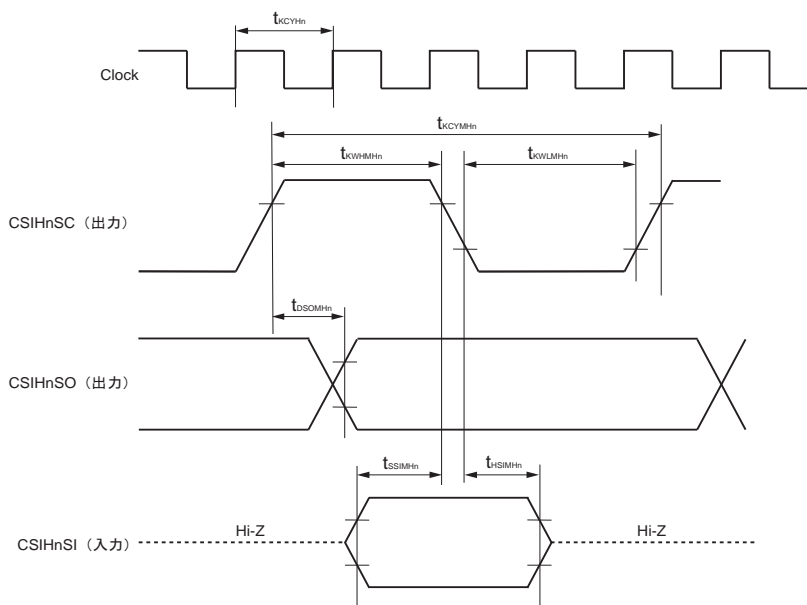 tKCYHn
Clock
tKCYMHn
tKWHMHn
tKWLMHn
CSIHnSC（出力）
tDSOMHn
CSIHnSO（出力）
tSSIMHn
tHSIMHn
Hi-Z
Hi-Z
CSIHnSI（入力）